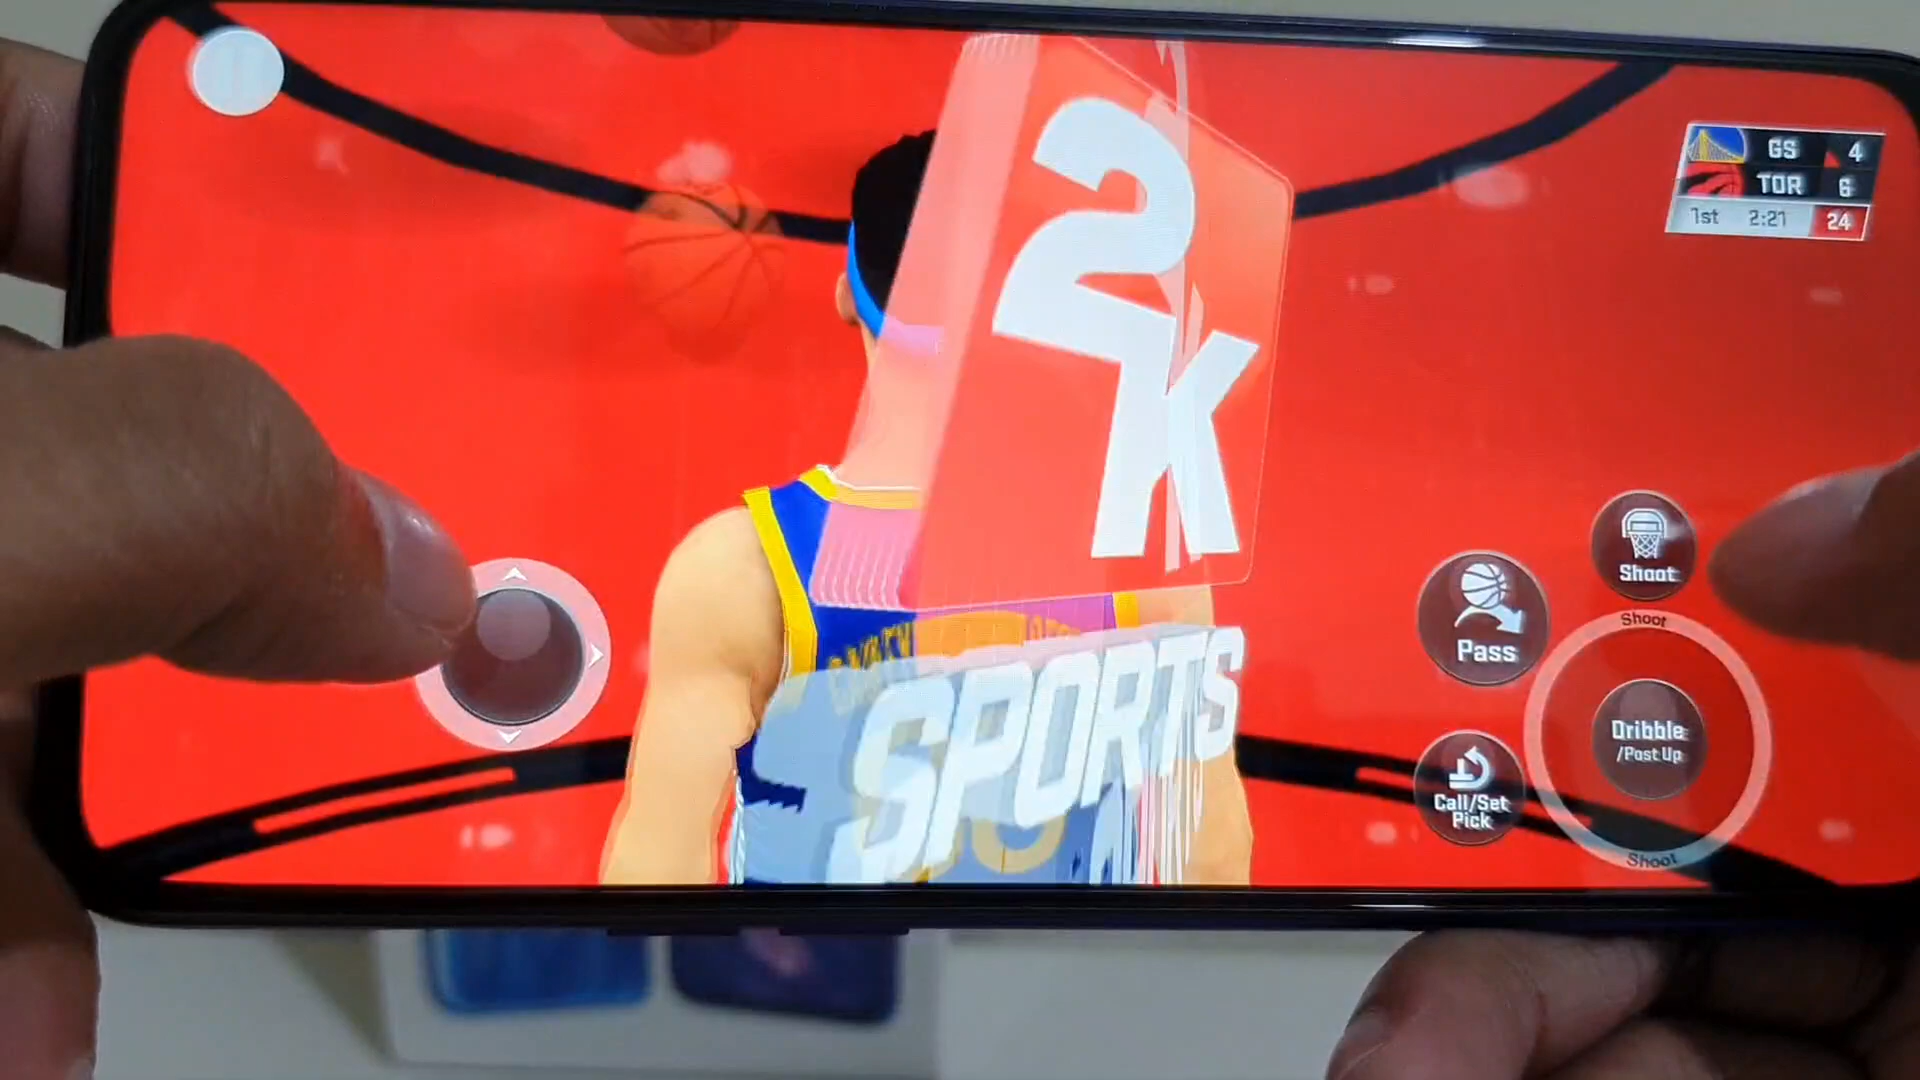 2K
SPORTS
GS 4
TOR 6
1st 2:21 24
Shoot
Shoot
Pass
Dribble
/Post Up
Call/Set
Pick
Shoot